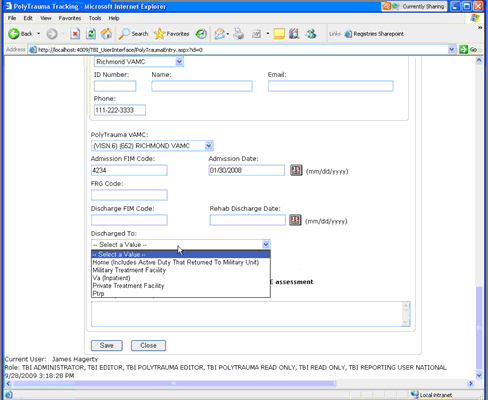 PolyTrauma Tracking - Microsoft Internet Explorer
Currently Sharing
File Edit View Favorites Tools Help
Back Search Favorites Links Registries Sharepoint
Address http://localhost:4009/TBI_UserInterface/PolyTraumaEntry.aspx?id=0 Go
Richmond VAMC
ID Number: Name: Email:
Phone:
111-222-3333
PolyTrauma VAMC:
(VISN 6) (652) RICHMOND VAMC
Admission FIM Code: Admission Date:
4234 01/30/2008 (mm/dd/yyyy)
FRG Code:
Discharge FIM Code: Rehab Discharge Date:
(mm/dd/yyyy)
Discharged To:
-- Select a Value --
-- Select a Value --
Home (Includes Active Duty That Returned To Military Unit)
Military Treatment Facility
Va (Inpatient)
Private Treatment Facility
Ptrp
assessment
Save Close
Current User: James Hagerty
Role: TBI ADMINISTRATOR, TBI EDITOR, TBI POLYTRAUMA EDITOR, TBI POLYTRAUMA READ ONLY, TBI READ ONLY, TBI REPORTING USER NATIONAL
9/28/2009 3:18:28 PM
Local intranet